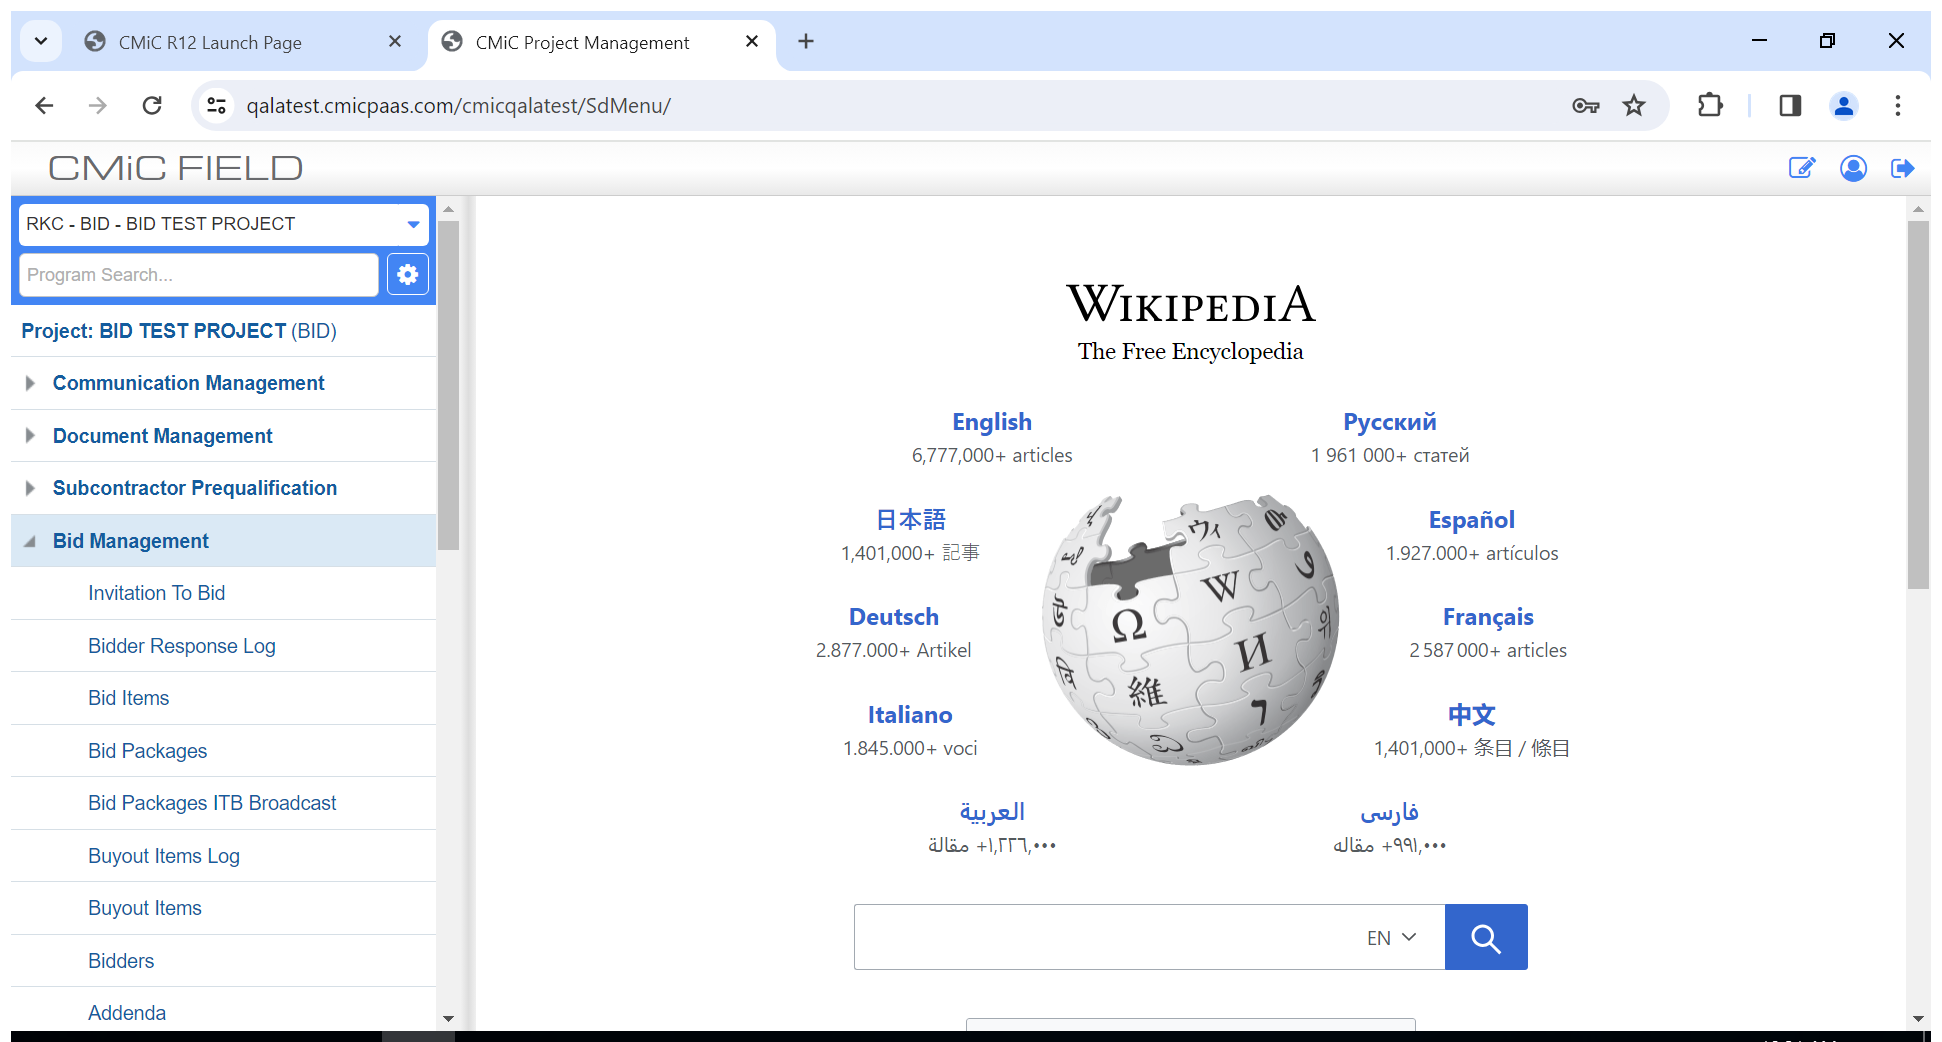 CMiC R12 Launch Page
CMiC Project Management
qalatest.cmicpaas.com/cmicqalatest/SdMenu/
CMiC FIELD
RKC - BID - BID TEST PROJECT
Program Search...
Project: BID TEST PROJECT (BID)
Communication Management
Document Management
Subcontractor Prequalification
Bid Management
Invitation To Bid
Bidder Response Log
Bid Items
Bid Packages
Bid Packages ITB Broadcast
Buyout Items Log
Buyout Items
Bidders
Addenda
WIKIPEDIA
The Free Encyclopedia
English
6,777,000+ articles
Русский
1 961 000+ статей
日本語
1,401,000+ 記事
Español
1.927.000+ artículos
Deutsch
2.877.000+ Artikel
Français
2 587 000+ articles
Italiano
1.845.000+ voci
中文
1,401,000+ 条目 / 條目
العربية
١,٢٢٦,٠٠٠+ مقالة
فارسی
۹۹۱,۰۰۰+ مقاله
Ω
W
И
維
ウィ
EN